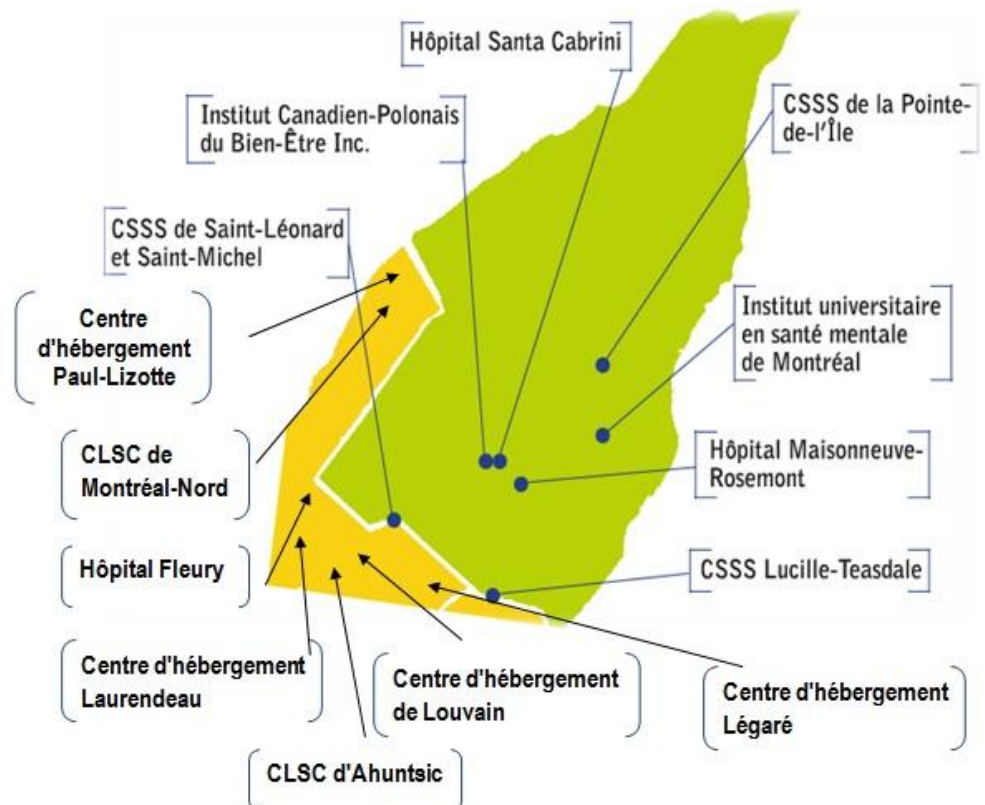 Hôpital Santa Cabrini
CSSS de la Pointe-
de-l'Île
Institut Canadien-Polonais
du Bien-Être Inc.
CSSS de Saint-Léonard
et Saint-Michel
Centre
d'hébergement
Paul-Lizotte
Institut universitaire
en santé mentale
de Montréal
CLSC de
Montréal-Nord
Hôpital Maisonneuve-
Rosemont
Hôpital Fleury
CSSS Lucille-Teasdale
Centre d'hébergement
Laurendeau
Centre d'hébergement
de Louvain
Centre d'hébergement
Légaré
CLSC d'Ahuntsic